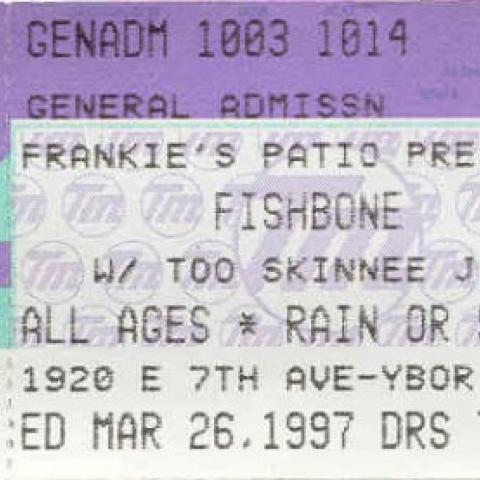 GENADM 1003 1014
GENERAL ADMISSN
FRANKIE'S PATIO PRE
FISHBONE
W/ TOO SKINNEE J
ALL AGES * RAIN OR
1920 E 7TH AVE-YBOR
ED MAR 26,1997 DRS